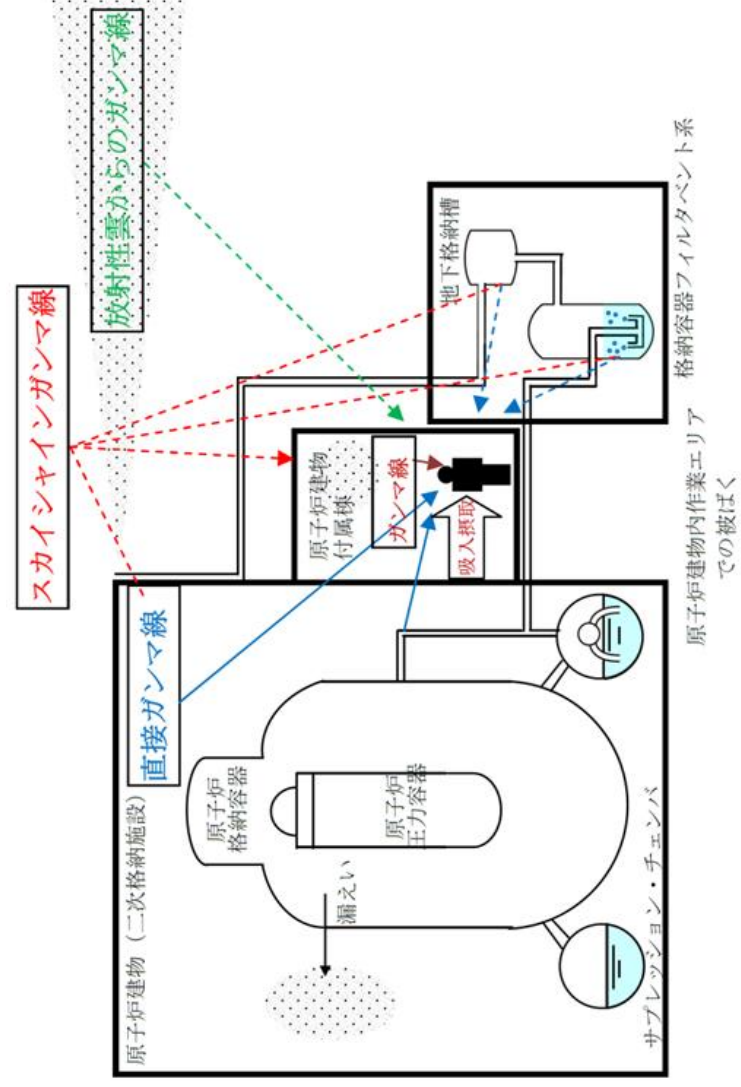 スカイシャインガンマ線
放射性雲からのガンマ線
直接ガンマ線
原子炉建物（二次格納施設）
原子炉
格納容器
原子炉
圧力容器
漏えい
サプレッション・チェンバ
原子炉建物
付属棟
ガンマ線
吸入摂取
原子炉建物内作業エリア
での被ばく
地下格納槽
格納容器フィルタベント系